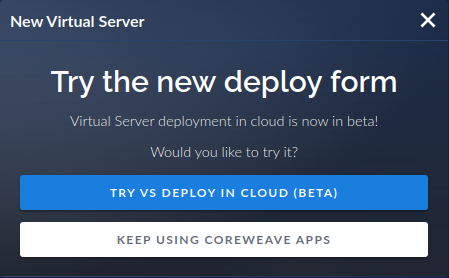 New Virtual Server
Try the new deploy form
Virtual Server deployment in cloud is now in beta!
Would you like to try it?
TRY VS DEPLOY IN CLOUD (BETA)
KEEP USING COREWEAVE APPS